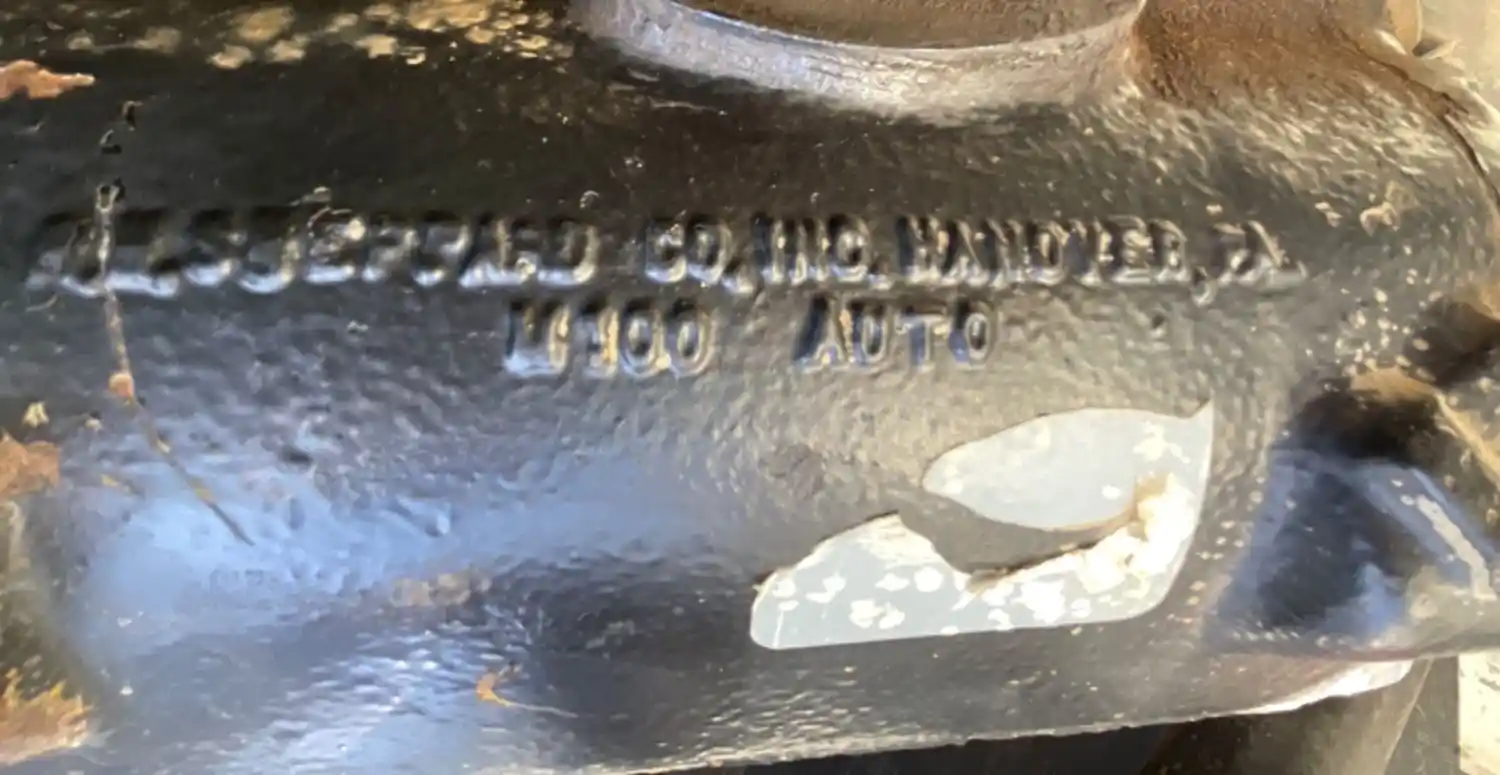 R.H. SHEPPARD CO., INC. HANOVER, PA.
M100 AUTO